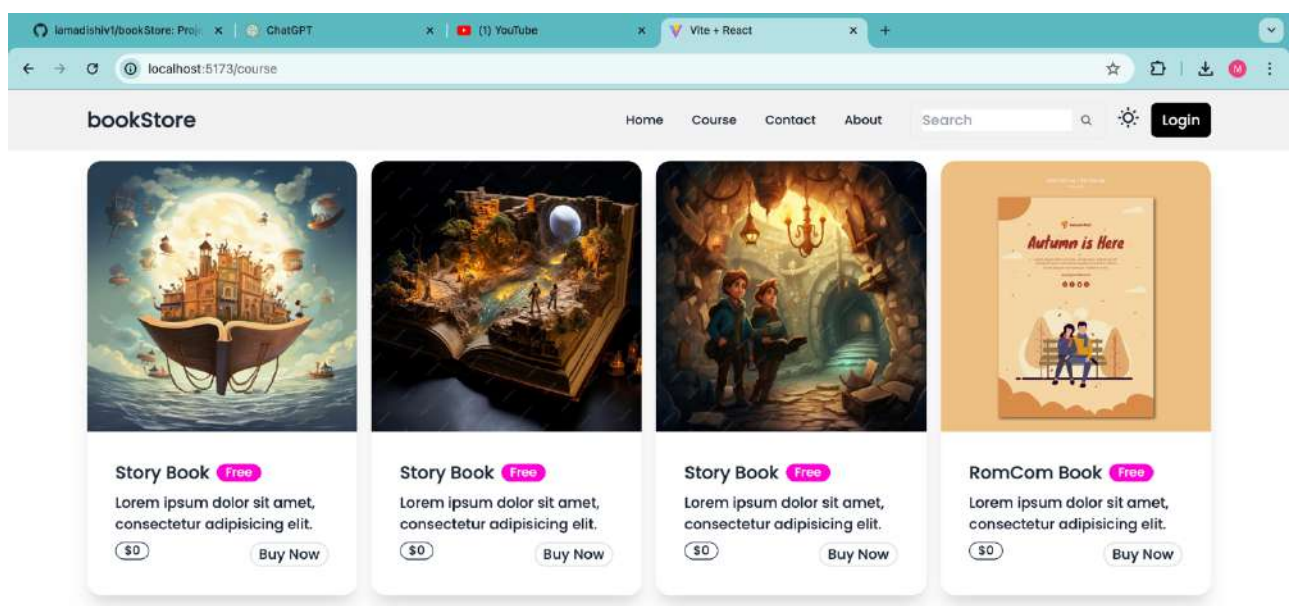 lamadishiv1/bookStore: Proje
ChatGPT
(1) YouTube
Vite + React
localhost:5173/course
M
bookStore
Home
Course
Contact
About
Search
Login
Autumn is Here
Story Book Free
Lorem ipsum dolor sit amet,
consectetur adipisicing elit.
$0
Buy Now
Story Book Free
Lorem ipsum dolor sit amet,
consectetur adipisicing elit.
$0
Buy Now
Story Book Free
Lorem ipsum dolor sit amet,
consectetur adipisicing elit.
$0
Buy Now
RomCom Book Free
Lorem ipsum dolor sit amet,
consectetur adipisicing elit.
$0
Buy Now